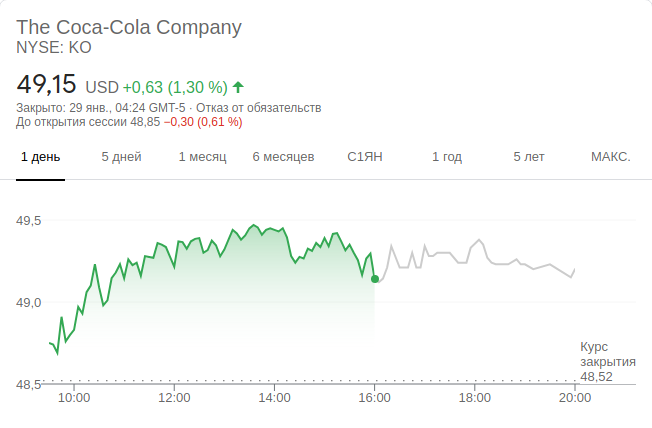 The Coca-Cola Company
NYSE: KO
49,15 USD +0,63 (1,30 %)
Закрыто: 29 янв., 04:24 GMT-5 · Отказ от обязательств
До открытия сессии 48,85 −0,30 (0,61 %)
1 день 5 дней 1 месяц 6 месяцев С1ЯН 1 год 5 лет МАКС.
49,5
49,0
Курс
закрытия
48,52
48,5
10:00 12:00 14:00 16:00 18:00 20:00